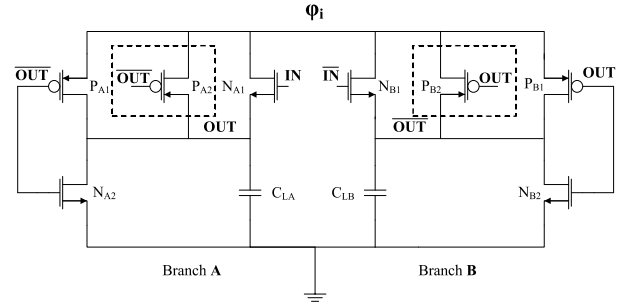 φi
OUT
PA1
OUT
PA2
NA1
IN
OUT
IN
NB1
PB2
OUT
OUT
PB1
OUT
NA2
CLA
CLB
NB2
Branch A
Branch B